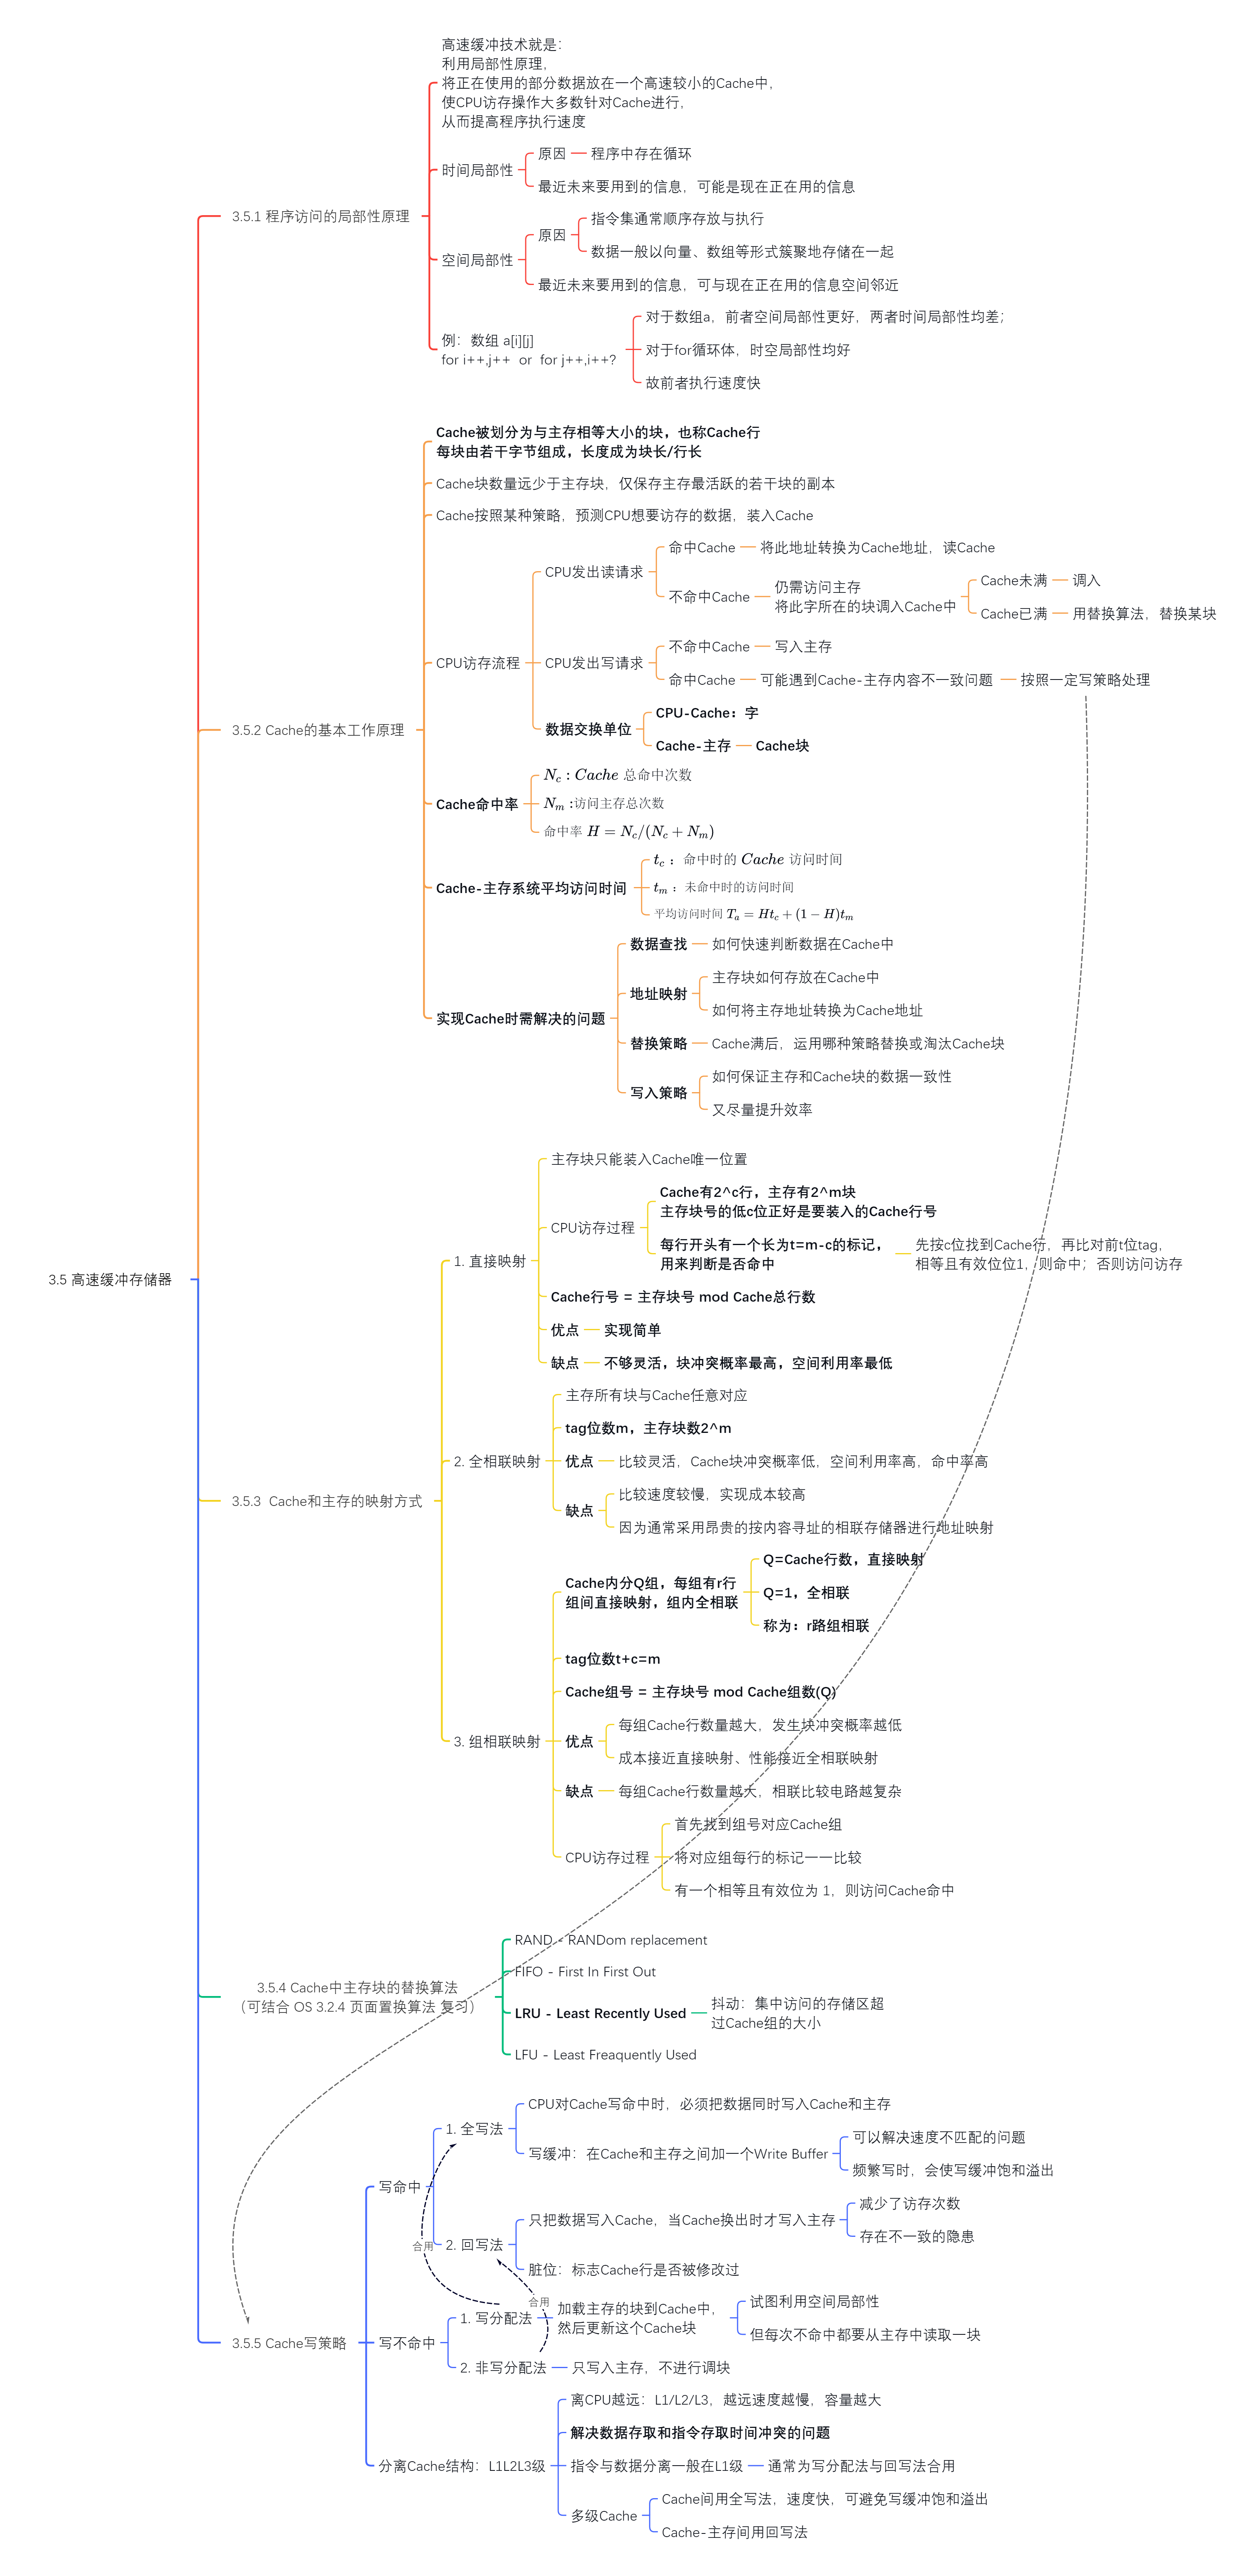 3.5 高速缓冲存储器
3.5.1 程序访问的局部性原理
高速缓冲技术就是：
利用局部性原理，
将正在使用的部分数据放在一个高速较小的Cache中，
使CPU访存操作大多数针对Cache进行，
从而提高程序执行速度
时间局部性
原因
程序中存在循环
最近未来要用到的信息，可能是现在正在用的信息
空间局部性
原因
指令集通常顺序存放与执行
数据一般以向量、数组等形式簇聚地存储在一起
最近未来要用到的信息，可与现在正在用的信息空间邻近
例：数组 a[i][j]
for i++,j++ or for j++,i++?
对于数组a，前者空间局部性更好，两者时间局部性均差；
对于for循环体，时空局部性均好
故前者执行速度快
3.5.2 Cache的基本工作原理
Cache被划分为与主存相等大小的块，也称Cache行
每块由若干字节组成，长度成为块长/行长
Cache块数量远少于主存块，仅保存主存最活跃的若干块的副本
Cache按照某种策略，预测CPU想要访存的数据，装入Cache
CPU访存流程
CPU发出读请求
命中Cache
将此地址转换为Cache地址，读Cache
不命中Cache
仍需访问主存
将此字所在的块调入Cache中
Cache未满
调入
Cache已满
用替换算法，替换某块
CPU发出写请求
不命中Cache
写入主存
命中Cache
可能遇到Cache-主存内容不一致问题
按照一定写策略处理
数据交换单位
CPU-Cache：字
Cache-主存
Cache块
Cache命中率
N_c : Cache 总命中次数
N_m :访问主存总次数
命中率 H = N_c/(N_c + N_m)
Cache-主存系统平均访问时间
t_c ：命中时的 Cache 访问时间
t_m ：未命中时的访问时间
平均访问时间 T_a = Ht_c + (1 − H)t_m
实现Cache时需解决的问题
数据查找
如何快速判断数据在Cache中
地址映射
主存块如何存放在Cache中
如何将主存地址转换为Cache地址
替换策略
Cache满后，运用哪种策略替换或淘汰Cache块
写入策略
如何保证主存和Cache块的数据一致性
又尽量提升效率
3.5.3 Cache和主存的映射方式
1. 直接映射
主存块只能装入Cache唯一位置
CPU访存过程
Cache有2^c行，主存有2^m块
主存块号的低c位正好是要装入的Cache行号
每行开头有一个长为t=m-c的标记，
用来判断是否命中
先按c位找到Cache行，再比对前t位tag，
相等且有效位位1，则命中；否则访问访存
Cache行号 = 主存块号 mod Cache总行数
优点
实现简单
缺点
不够灵活，块冲突概率最高，空间利用率最低
2. 全相联映射
主存所有块与Cache任意对应
tag位数m，主存块数2^m
优点
比较灵活，Cache块冲突概率低，空间利用率高，命中率高
缺点
比较速度较慢，实现成本较高
因为通常采用昂贵的按内容寻址的相联存储器进行地址映射
3. 组相联映射
Cache内分Q组，每组有r行
组间直接映射，组内全相联
Q=Cache行数，直接映射
Q=1，全相联
称为：r路组相联
tag位数t+c=m
Cache组号 = 主存块号 mod Cache组数(Q)
优点
每组Cache行数量越大，发生块冲突概率越低
成本接近直接映射、性能接近全相联映射
缺点
每组Cache行数量越大，相联比较电路越复杂
CPU访存过程
首先找到组号对应Cache组
将对应组每行的标记一一比较
有一个相等且有效位为 1，则访问Cache命中
3.5.4 Cache中主存块的替换算法
（可结合 OS 3.2.4 页面置换算法 复习）
RAND - RANDom replacement
FIFO - First In First Out
LRU - Least Recently Used
抖动：集中访问的存储区超
过Cache组的大小
LFU - Least Freaquently Used
3.5.5 Cache写策略
写命中
1. 全写法
CPU对Cache写命中时，必须把数据同时写入Cache和主存
写缓冲：在Cache和主存之间加一个Write Buffer
可以解决速度不匹配的问题
频繁写时，会使写缓冲饱和溢出
2. 回写法
只把数据写入Cache，当Cache换出时才写入主存
减少了访存次数
存在不一致的隐患
脏位：标志Cache行是否被修改过
合用
合用
写不命中
1. 写分配法
加载主存的块到Cache中，
然后更新这个Cache块
试图利用空间局部性
但每次不命中都要从主存中读取一块
2. 非写分配法
只写入主存，不进行调块
分离Cache结构：L1L2L3级
离CPU越远：L1/L2/L3，越远速度越慢，容量越大
解决数据存取和指令存取时间冲突的问题
指令与数据分离一般在L1级
通常为写分配法与回写法合用
多级Cache
Cache间用全写法，速度快，可避免写缓冲饱和溢出
Cache-主存间用回写法